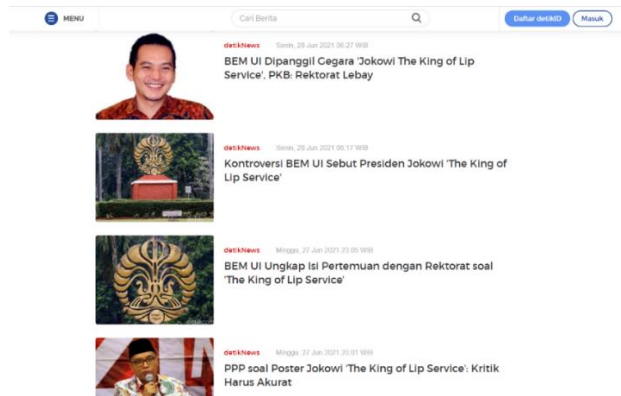 MENU
Cari Berita
Daftar detikID
Masuk
detikNews Senin, 28 Jun 2021 06:27 WIB
BEM UI Dipanggil Gegara 'Jokowi The King of Lip
Service', PKB: Rektorat Lebay
detikNews Senin, 28 Jun 2021 06:17 WIB
Kontroversi BEM UI Sebut Presiden Jokowi 'The King of
Lip Service'
detikNews Minggu, 27 Jun 2021 23:05 WIB
BEM UI Ungkap Isi Pertemuan dengan Rektorat soal
'The King of Lip Service'
detikNews Minggu, 27 Jun 2021 20:01 WIB
PPP soal Poster Jokowi 'The King of Lip Service': Kritik
Harus Akurat